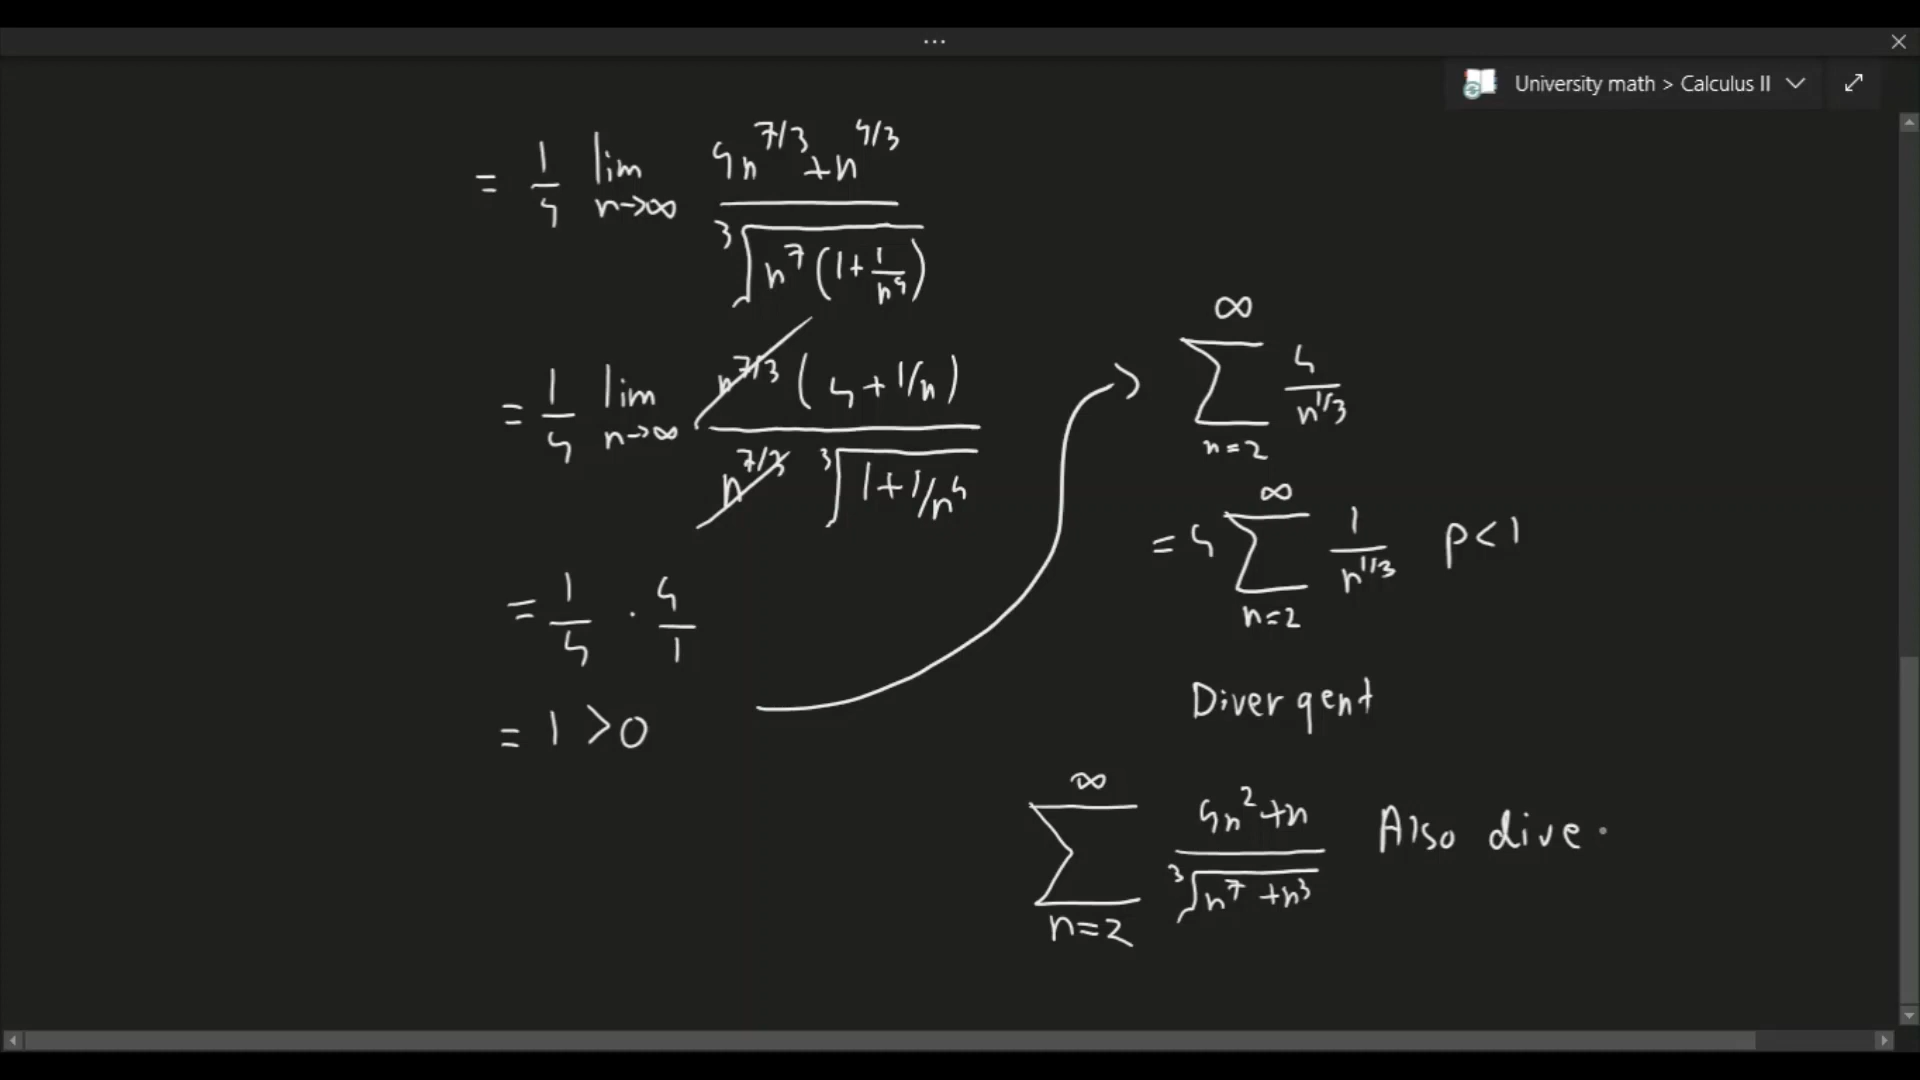 ...
University math > Calculus II
= 1/4 lim n→∞ (4n^{7/3} + n^{4/3}) / ∛(n^7 (1 + 1/n^4))
= 1/4 lim n→∞ n^{7/3} (4 + 1/n) / (n^{7/3} ∛(1 + 1/n^4))
= 1/4 · 4/1
= 1 > 0
∑_{n=2}^{∞} 4/n^{1/3}
= 4 ∑_{n=2}^{∞} 1/n^{1/3} p < 1
Divergent
∑_{n=2}^{∞} (4n^2 + n) / ∛(n^7 + n^3) Also dive